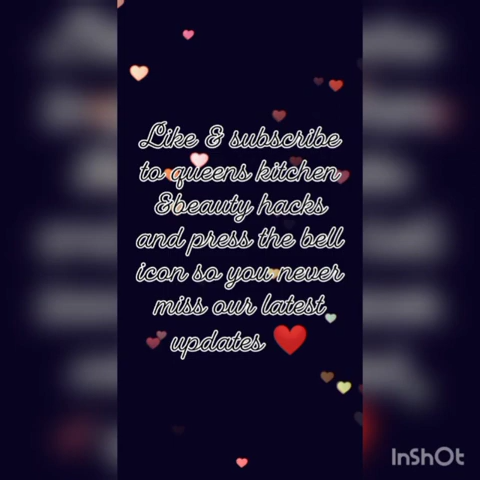 Like & subscribe
to queens kitchen
&beauty hacks
and press the bell
icon so you never
miss our latest
updates ❤️
InShOt